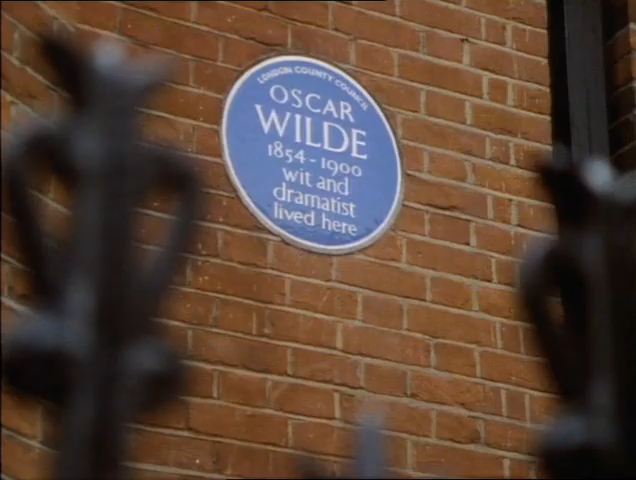 LONDON COUNTY COUNCIL
OSCAR
WILDE
1854-1900
wit and
dramatist
lived here